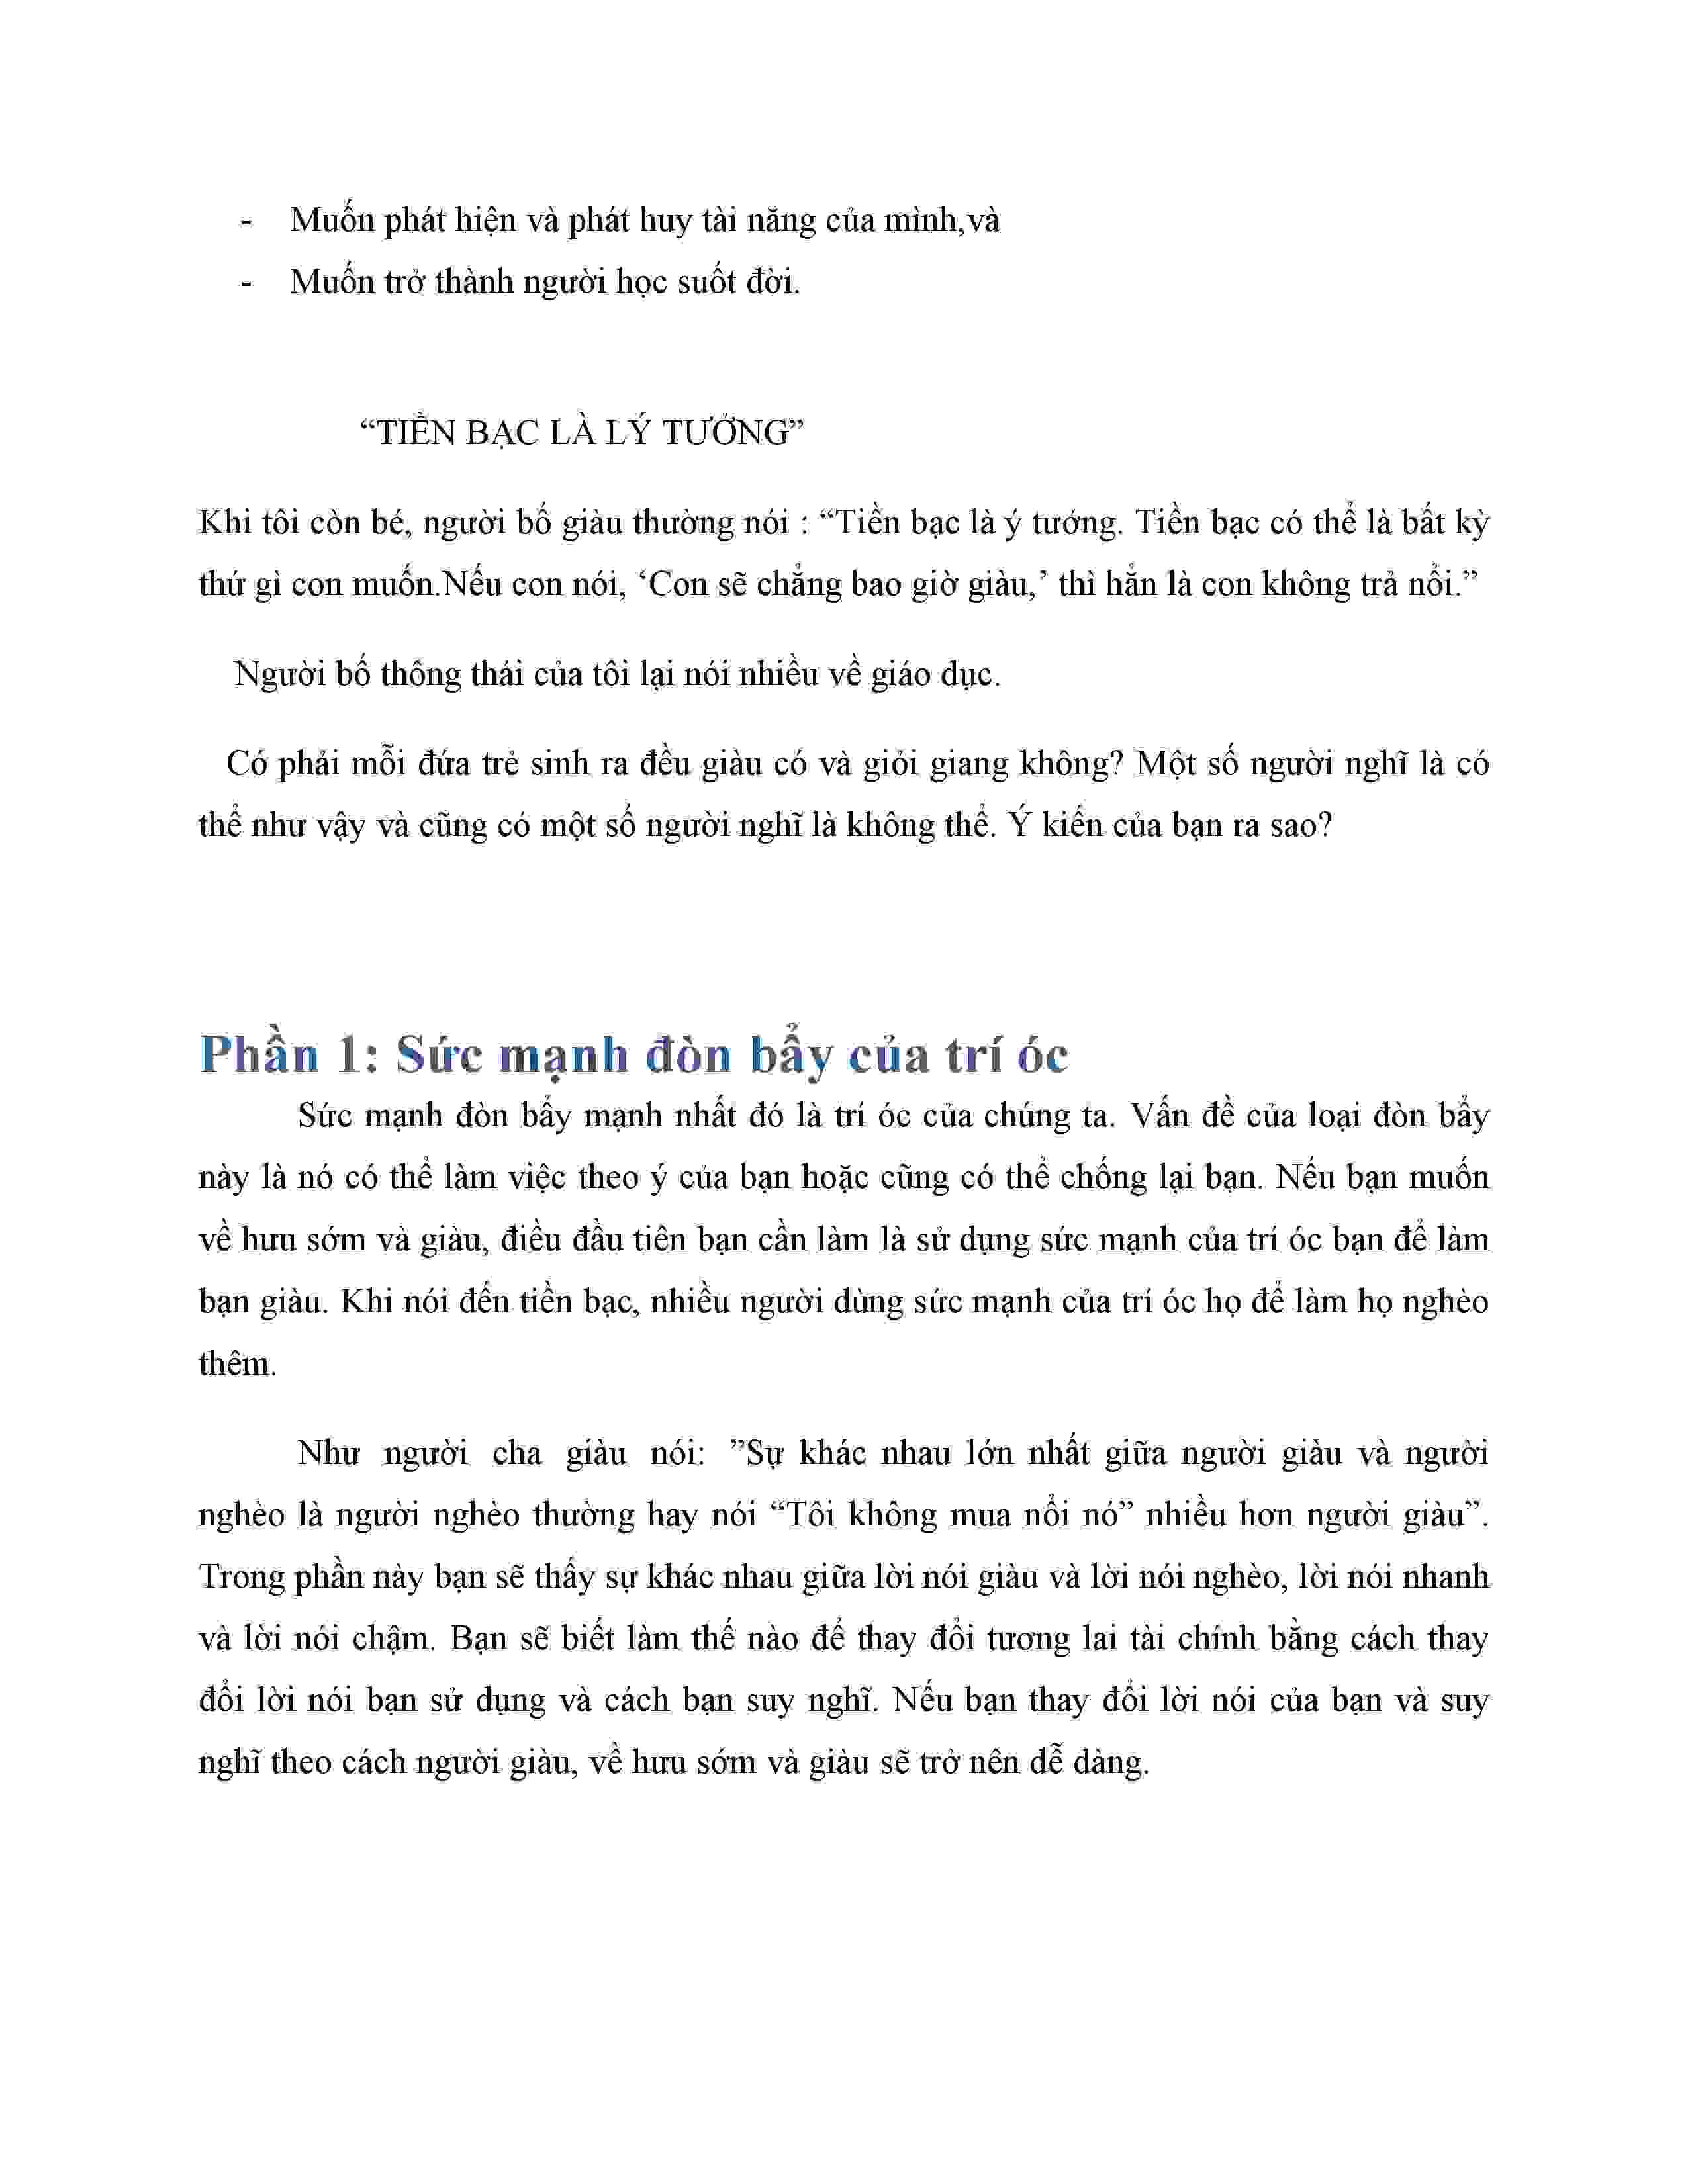 - Muốn phát hiện và phát huy tài năng của mình,và
- Muốn trở thành người học suốt đời.
“TIỀN BẠC LÀ LÝ TƯỞNG”
Khi tôi còn bé, người bố giàu thường nói : “Tiền bạc là ý tưởng. Tiền bạc có thể là bất kỳ
thứ gì con muốn.Nếu con nói, ‘Con sẽ chẳng bao giờ giàu,’ thì hẳn là con không trả nổi.”
Người bố thông thái của tôi lại nói nhiều về giáo dục.
Có phải mỗi đứa trẻ sinh ra đều giàu có và giỏi giang không? Một số người nghĩ là có
thể như vậy và cũng có một số người nghĩ là không thể. Ý kiến của bạn ra sao?
Phần 1: Sức mạnh đòn bẩy của trí óc
Sức mạnh đòn bẩy mạnh nhất đó là trí óc của chúng ta. Vấn đề của loại đòn bẩy
này là nó có thể làm việc theo ý của bạn hoặc cũng có thể chống lại bạn. Nếu bạn muốn
về hưu sớm và giàu, điều đầu tiên bạn cần làm là sử dụng sức mạnh của trí óc bạn để làm
bạn giàu. Khi nói đến tiền bạc, nhiều người dùng sức mạnh của trí óc họ để làm họ nghèo
thêm.
Như người cha giàu nói: ”Sự khác nhau lớn nhất giữa người giàu và người
nghèo là người nghèo thường hay nói “Tôi không mua nổi nó” nhiều hơn người giàu”.
Trong phần này bạn sẽ thấy sự khác nhau giữa lời nói giàu và lời nói nghèo, lời nói nhanh
và lời nói chậm. Bạn sẽ biết làm thế nào để thay đổi tương lai tài chính bằng cách thay
đổi lời nói bạn sử dụng và cách bạn suy nghĩ. Nếu bạn thay đổi lời nói của bạn và suy
nghĩ theo cách người giàu, về hưu sớm và giàu sẽ trở nên dễ dàng.